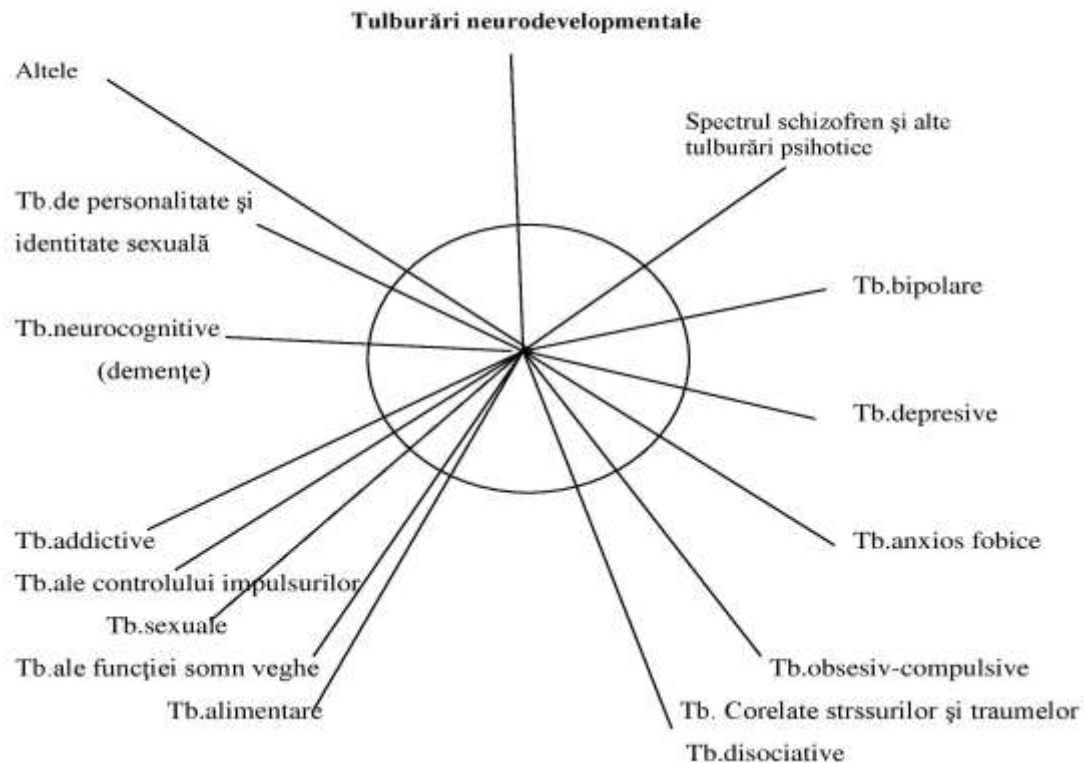 Tulburări neurodevelopmentale
Altele
Spectrul schizofren şi alte
tulburări psihotice
Tb.de personalitate şi
identitate sexuală
Tb.bipolare
Tb.neurocognitive
(demenţe)
Tb.depresive
Tb.addictive
Tb.anxios fobice
Tb.ale controlului impulsurilor
Tb.sexuale
Tb.ale funcţiei somn veghe
Tb.obsesiv-compulsive
Tb.alimentare
Tb. Corelate strssurilor şi traumelor
Tb.disociative